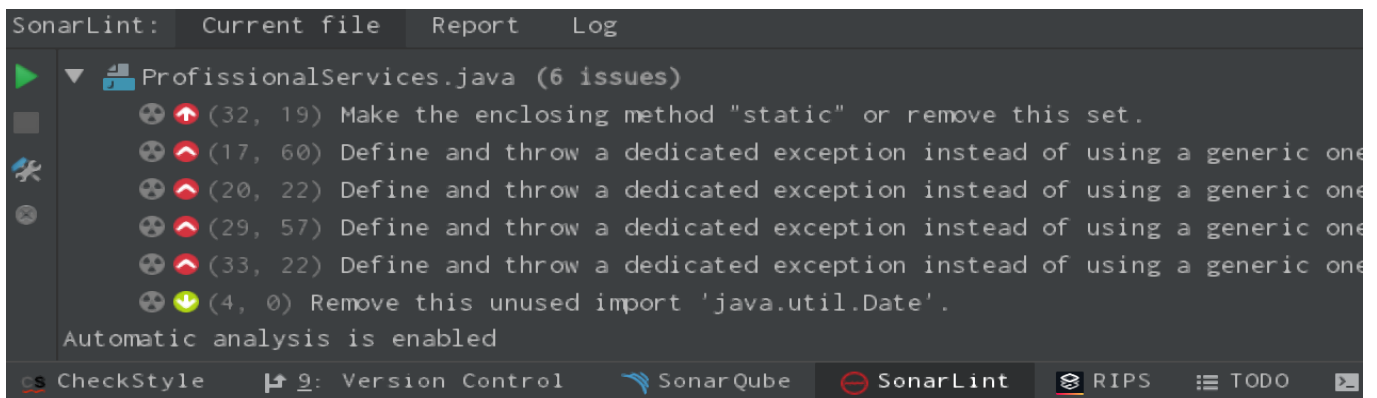 SonarLint: Current file Report Log
ProfissionalServices.java (6 issues)
(32, 19) Make the enclosing method "static" or remove this set.
(17, 60) Define and throw a dedicated exception instead of using a generic one
(20, 22) Define and throw a dedicated exception instead of using a generic one
(29, 57) Define and throw a dedicated exception instead of using a generic one
(33, 22) Define and throw a dedicated exception instead of using a generic one
(4, 0) Remove this unused import 'java.util.Date'.
Automatic analysis is enabled
CS CheckStyle 9: Version Control SonarQube SonarLint RIPS TODO